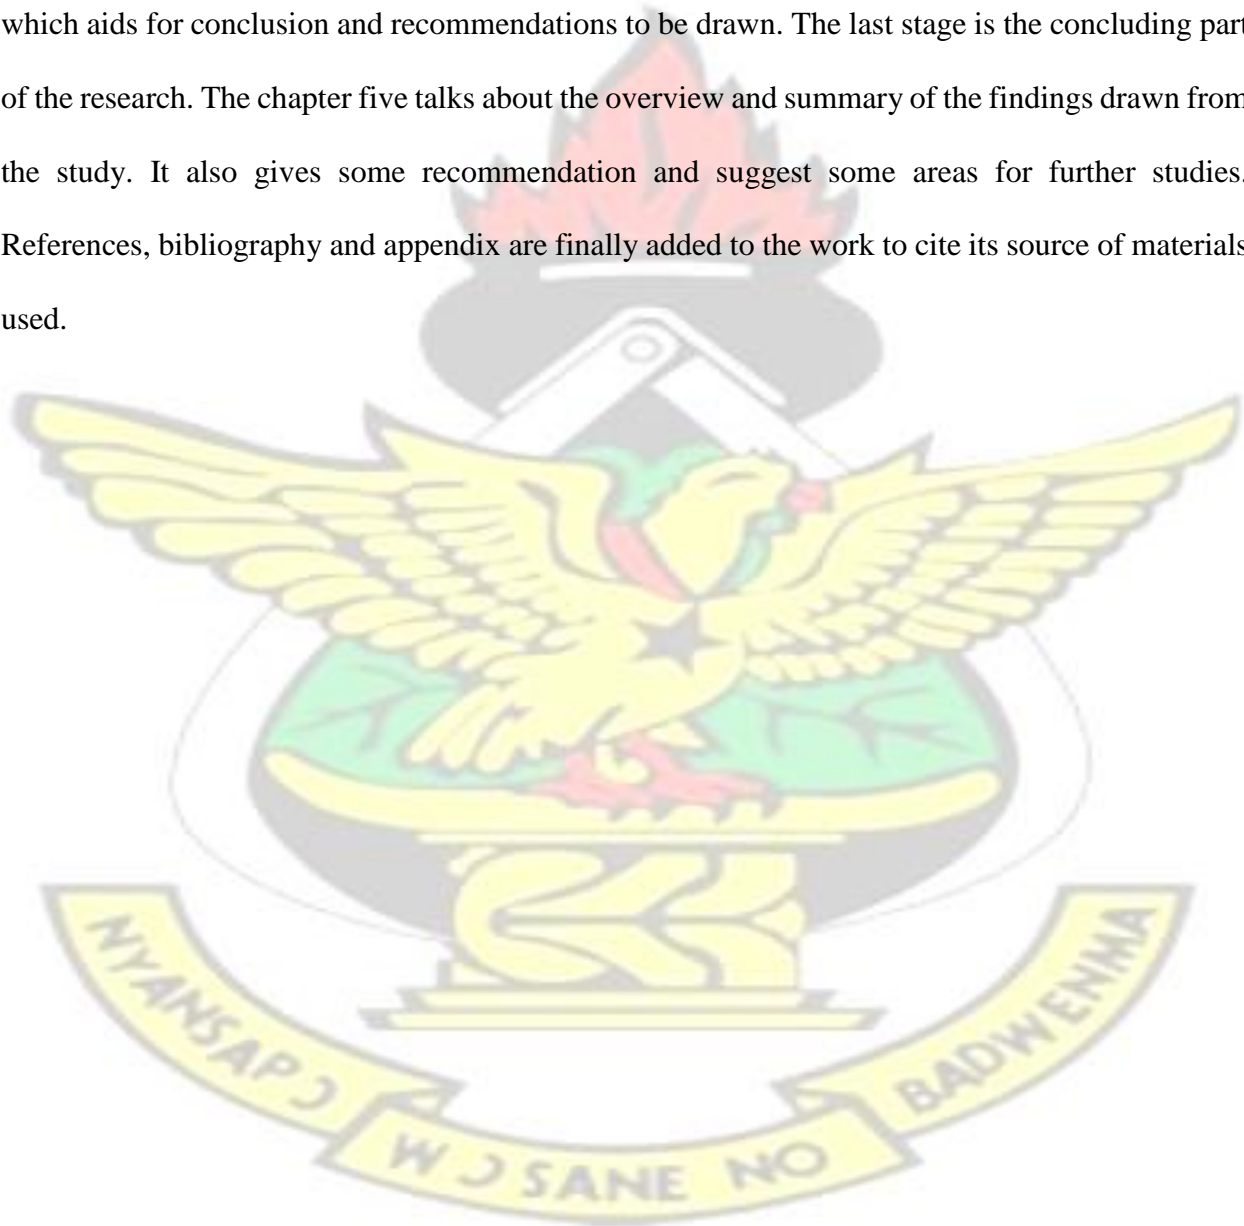 which aids for conclusion and recommendations to be drawn. The last stage is the concluding part
of the research. The chapter five talks about the overview and summary of the findings drawn from
the study. It also gives some recommendation and suggest some areas for further studies.
References, bibliography and appendix are finally added to the work to cite its source of materials
used.
NYANSAPƆ
WƆ SANE NO
BADWENMA